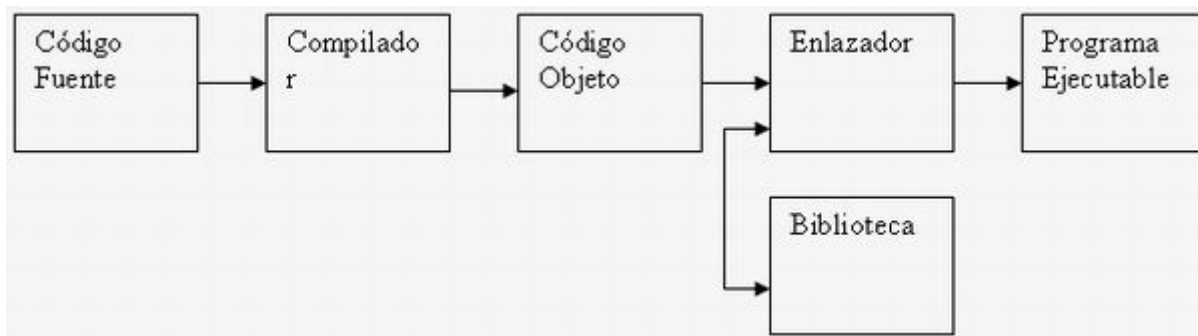 Código
Fuente
Compilado
r
Código
Objeto
Enlazador
Programa
Ejecutable
Biblioteca